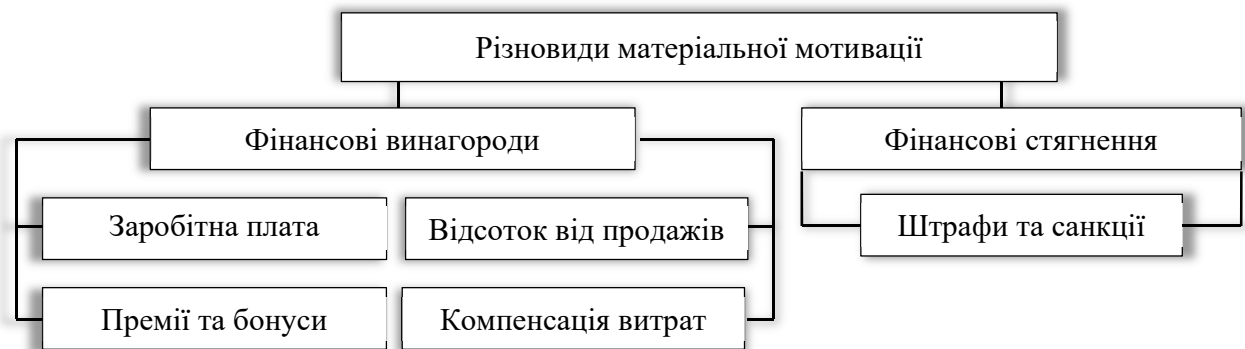 Різновиди матеріальної мотивації
Фінансові винагороди
Фінансові стягнення
Заробітна плата
Відсоток від продажів
Штрафи та санкції
Премії та бонуси
Компенсація витрат